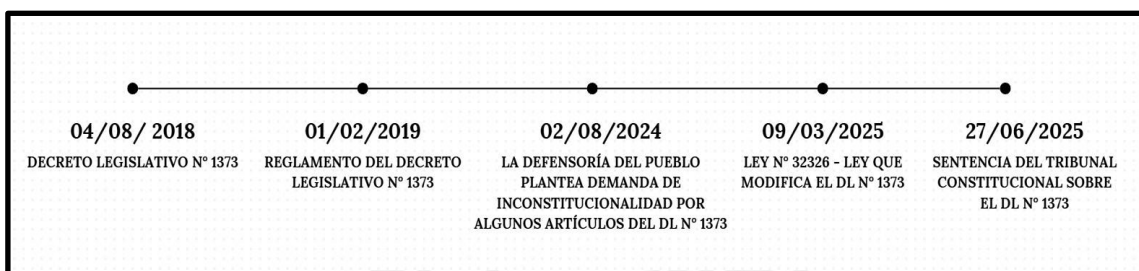 04/08/ 2018
DECRETO LEGISLATIVO N° 1373
01/02/2019
REGLAMENTO DEL DECRETO
LEGISLATIVO N° 1373
02/08/2024
LA DEFENSORÍA DEL PUEBLO
PLANTEA DEMANDA DE
INCONSTITUCIONALIDAD POR
ALGUNOS ARTÍCULOS DEL DL N° 1373
09/03/2025
LEY N° 32326 - LEY QUE
MODIFICA EL DL N° 1373
27/06/2025
SENTENCIA DEL TRIBUNAL
CONSTITUCIONAL SOBRE
EL DL N° 1373